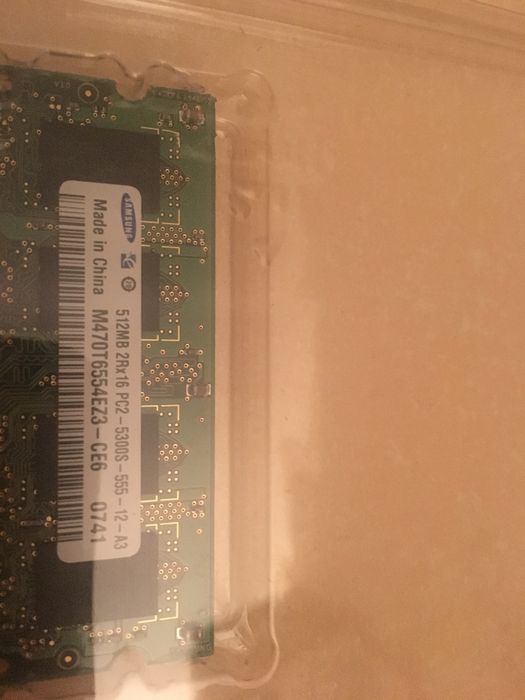 SAMSUNG
512MB 2Rx16 PC2-5300S-555-12-A3
Made in China M470T6554EZ3-CE6 0741